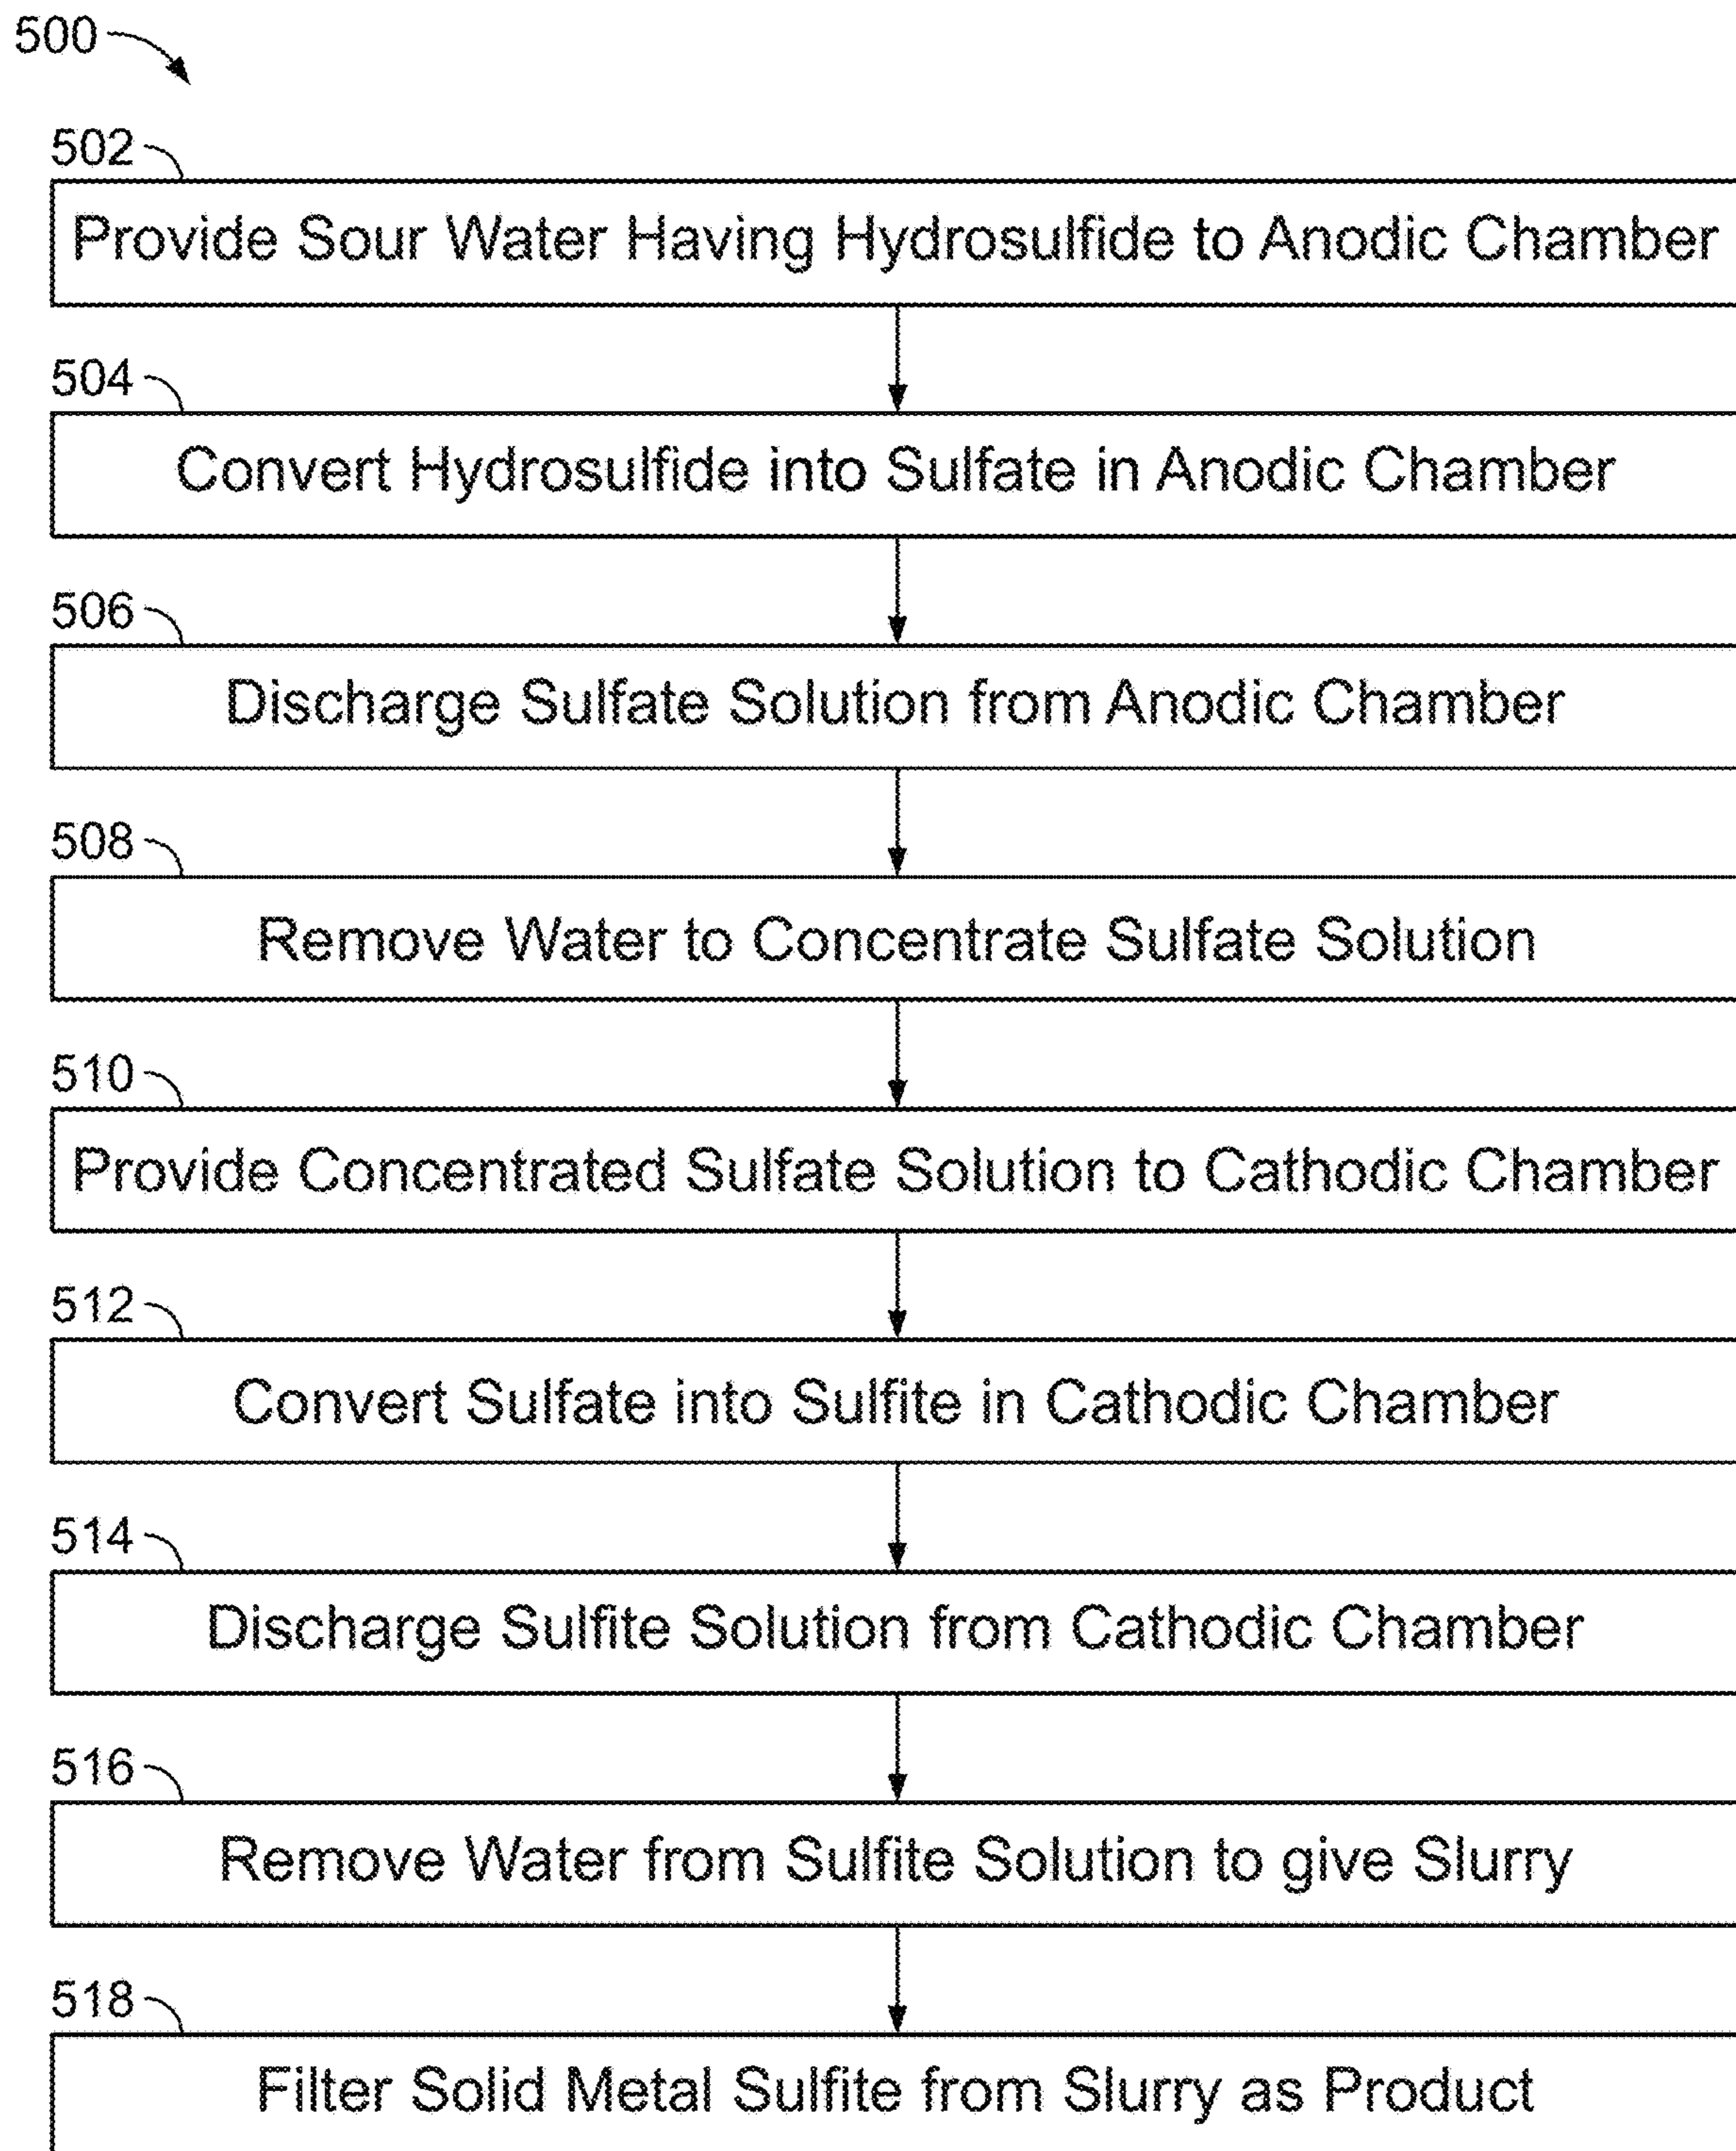 500
502
Provide Sour Water Having Hydrosulfide to Anodic Chamber
504
Convert Hydrosulfide into Sulfate in Anodic Chamber
506
Discharge Sulfate Solution from Anodic Chamber
508
Remove Water to Concentrate Sulfate Solution
510
Provide Concentrated Sulfate Solution to Cathodic Chamber
512
Convert Sulfate into Sulfite in Cathodic Chamber
514
Discharge Sulfite Solution from Cathodic Chamber
516
Remove Water from Sulfite Solution to give Slurry
518
Filter Solid Metal Sulfite from Slurry as Product